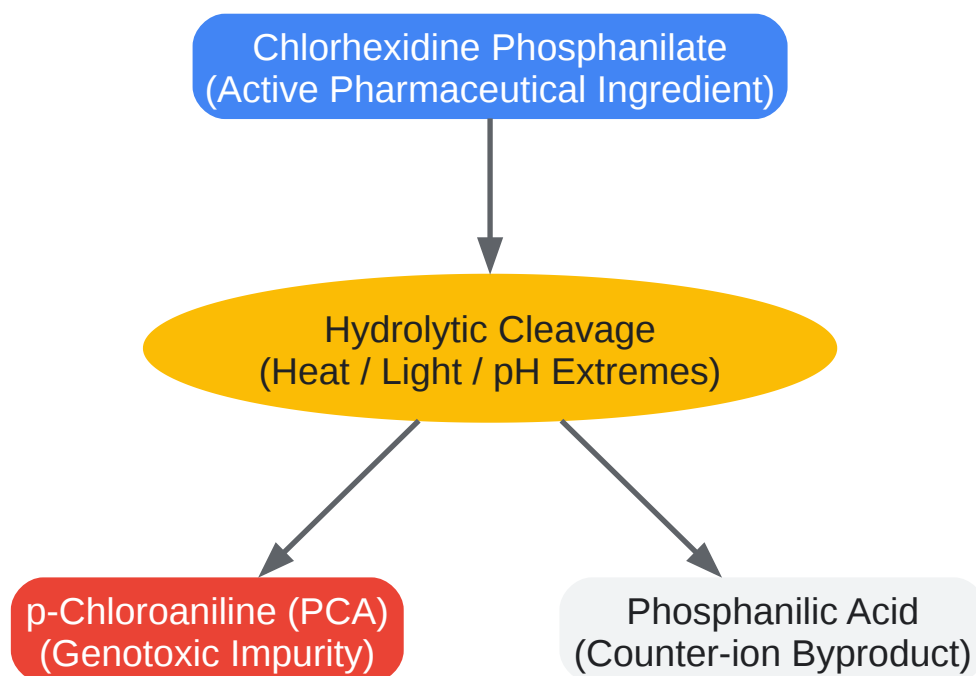 Chlorhexidine Phosphanilate
(Active Pharmaceutical Ingredient)
Hydrolytic Cleavage
(Heat / Light / pH Extremes)
p-Chloroaniline (PCA)
(Genotoxic Impurity)
Phosphanilic Acid
(Counter-ion Byproduct)